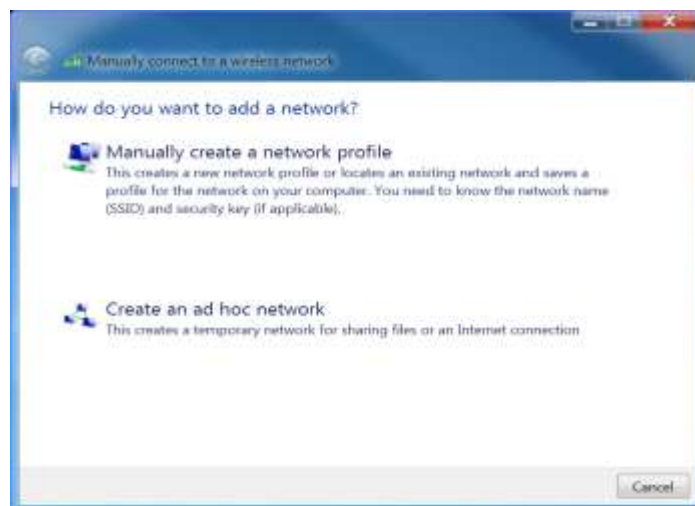 Manually connect to a wireless network
How do you want to add a network?
Manually create a network profile
This creates a new network profile or locates an existing network and saves a
profile for the network on your computer. You need to know the network name
(SSID) and security key (if applicable).
Create an ad hoc network
This creates a temporary network for sharing files or an Internet connection
Cancel